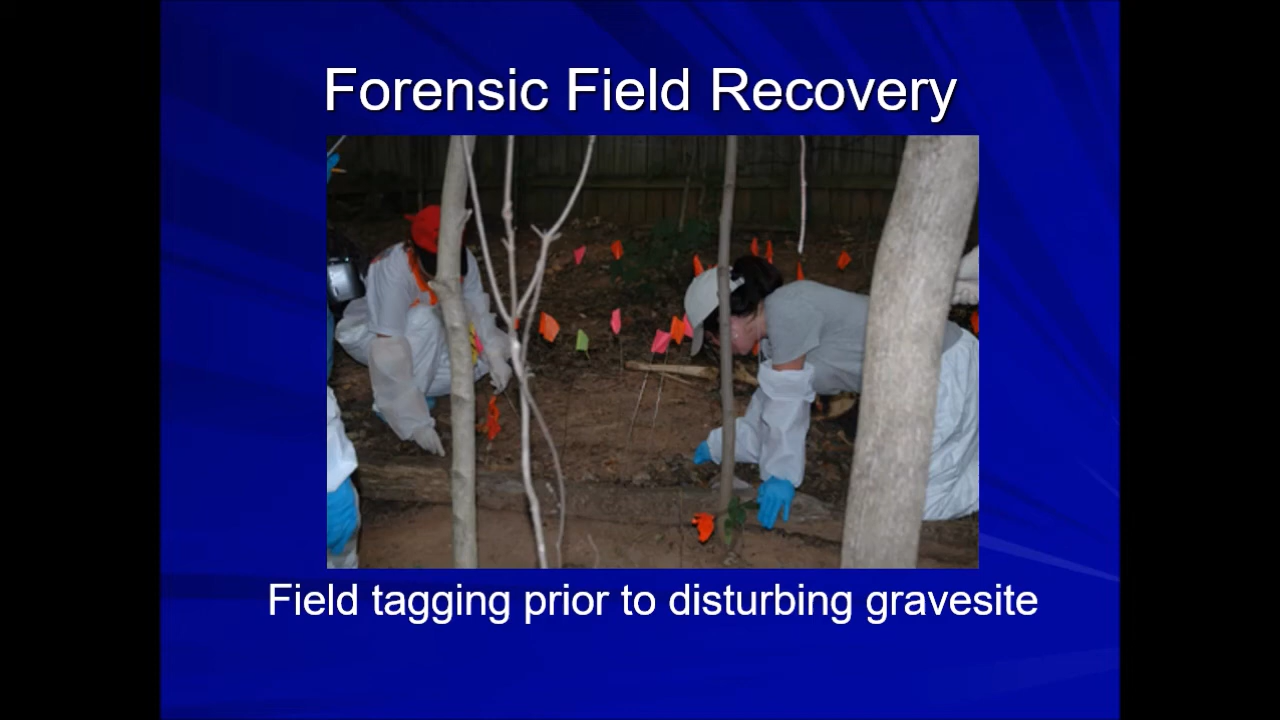 Forensic Field Recovery
Field tagging prior to disturbing gravesite